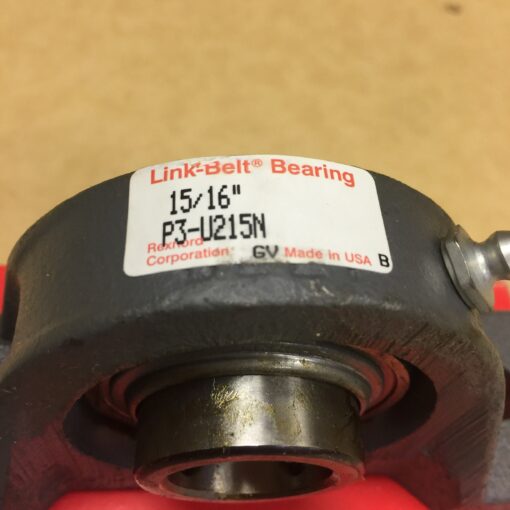 Link-Belt® Bearing
15/16"
P3-U215N
Rexnord
Corporation GV Made in USA B